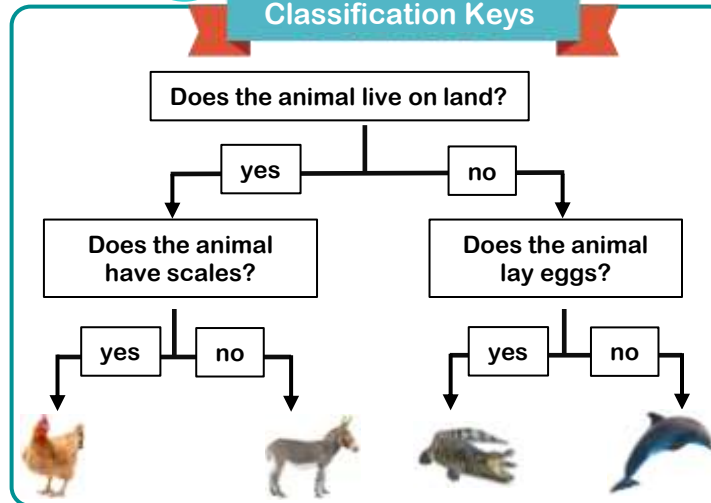 Classification Keys
Does the animal live on land?
yes
no
Does the animal
have scales?
Does the animal
lay eggs?
yes
no
yes
no